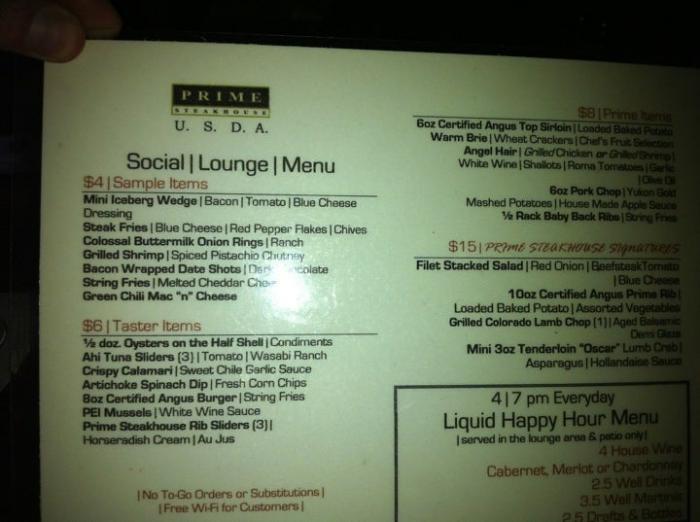 PRIME
STEAKHOUSE
U. S. D. A.
Social | Lounge | Menu
$4 | Sample Items
Mini Iceberg Wedge | Bacon | Tomato | Blue Cheese
Dressing
Steak Fries | Blue Cheese | Red Pepper Flakes | Chives
Colossal Buttermilk Onion Rings | Ranch
Grilled Shrimp | Spiced Pistachio Chutney
Bacon Wrapped Date Shots | Dark Chocolate
String Fries | Melted Cheddar Cheese
Green Chili Mac "n" Cheese
$6 | Taster Items
½ doz. Oysters on the Half Shell | Condiments
Ahi Tuna Sliders (3) | Tomato | Wasabi Ranch
Crispy Calamari | Sweet Chile Garlic Sauce
Artichoke Spinach Dip | Fresh Corn Chips
8oz Certified Angus Burger | String Fries
PEI Mussels | White Wine Sauce
Prime Steakhouse Rib Sliders (3) |
Horseradish Cream | Au Jus
| No To-Go Orders or Substitutions |
| Free Wi-Fi for Customers |
$8 | Prime Items
6oz Certified Angus Top Sirloin | Loaded Baked Potato
Warm Brie | Wheat Crackers | Chef's Fruit Selection
Angel Hair | Grilled Chicken or Grilled Shrimp |
White Wine | Shallots | Roma Tomatoes | Garlic
| Olive Oil
6oz Pork Chop | Yukon Gold
Mashed Potatoes | House Made Apple Sauce
½ Rack Baby Back Ribs | String Fries
$15 | PRIME STEAKHOUSE SIGNATURES
Filet Stacked Salad | Red Onion | Beefsteak Tomato
| Blue Cheese
10oz Certified Angus Prime Rib |
Loaded Baked Potato | Assorted Vegetables
Grilled Colorado Lamb Chop (1) | Aged Balsamic
Demi Glaze
Mini 3oz Tenderloin "Oscar" Lumb Crab |
Asparagus | Hollandaise Sauce
4 | 7 pm Everyday
Liquid Happy Hour Menu
| served in the lounge area & patio only |
4 House Wine
Cabernet, Merlot or Chardonnay
2.5 Well Drinks
3.5 Well Martinis
2.5 Drafts & Bottles